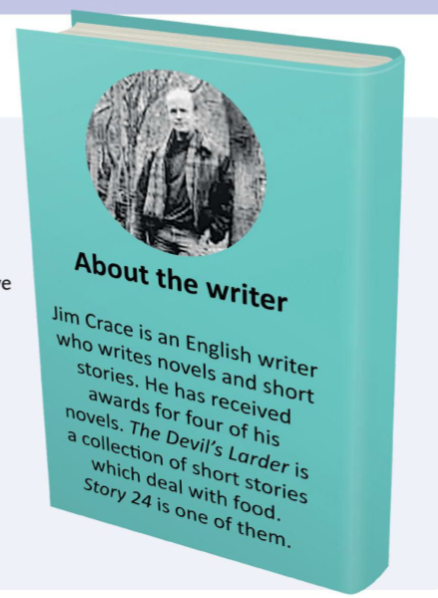 About the writer
Jim Crace is an English writer
who writes novels and short
stories. He has received
awards for four of his
novels. The Devil's Larder is
a collection of short stories
which deal with food.
Story 24 is one of them.